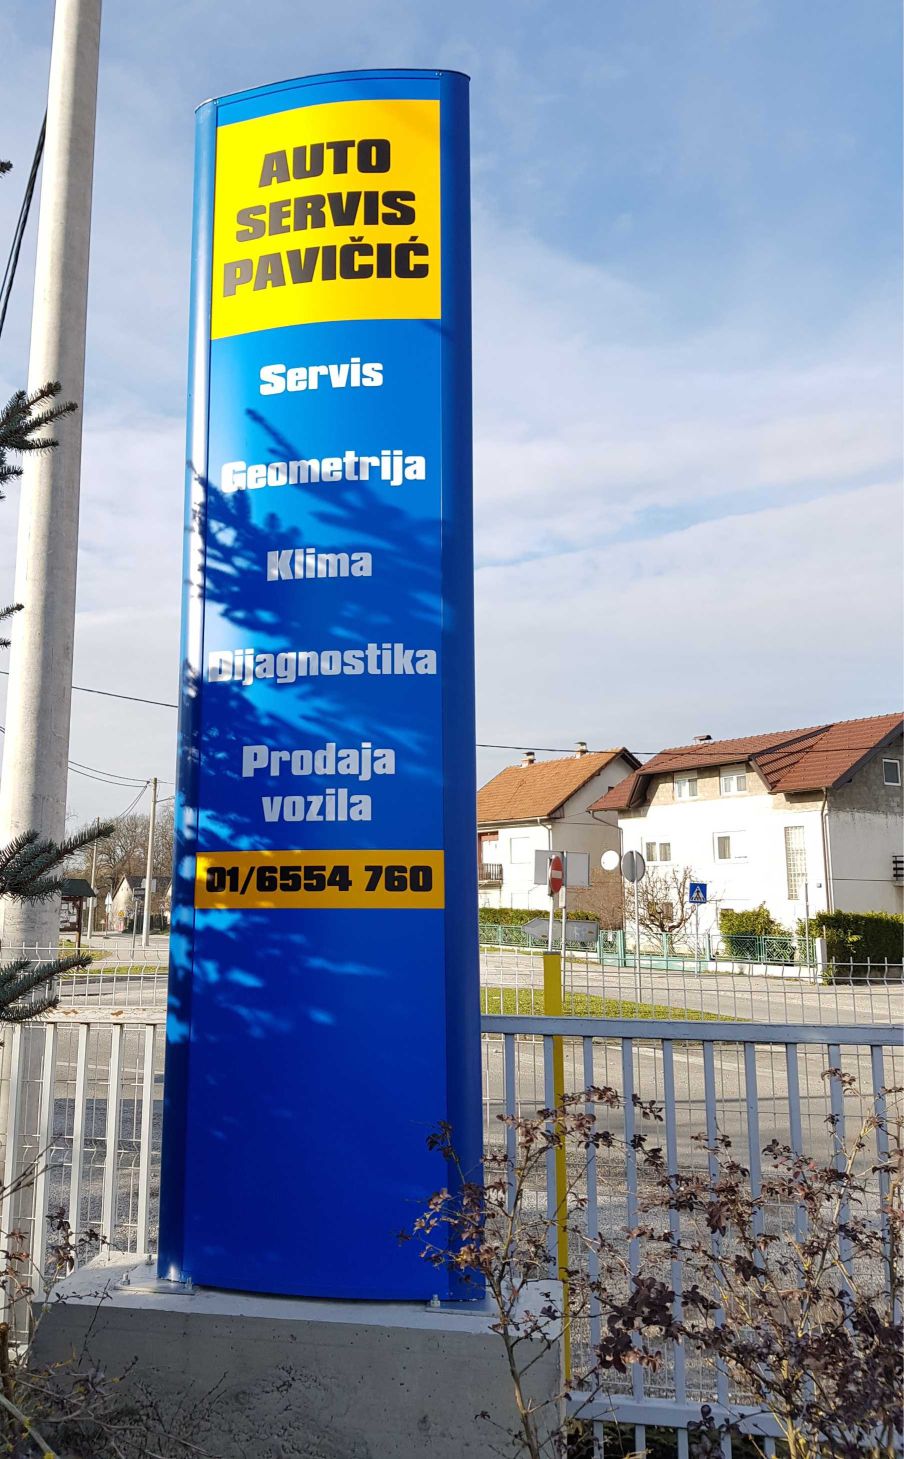 AUTO
SERVIS
PAVIČIĆ
Servis
Geometrija
Klima
Dijagnostika
Prodaja
vozila
01/6554 760